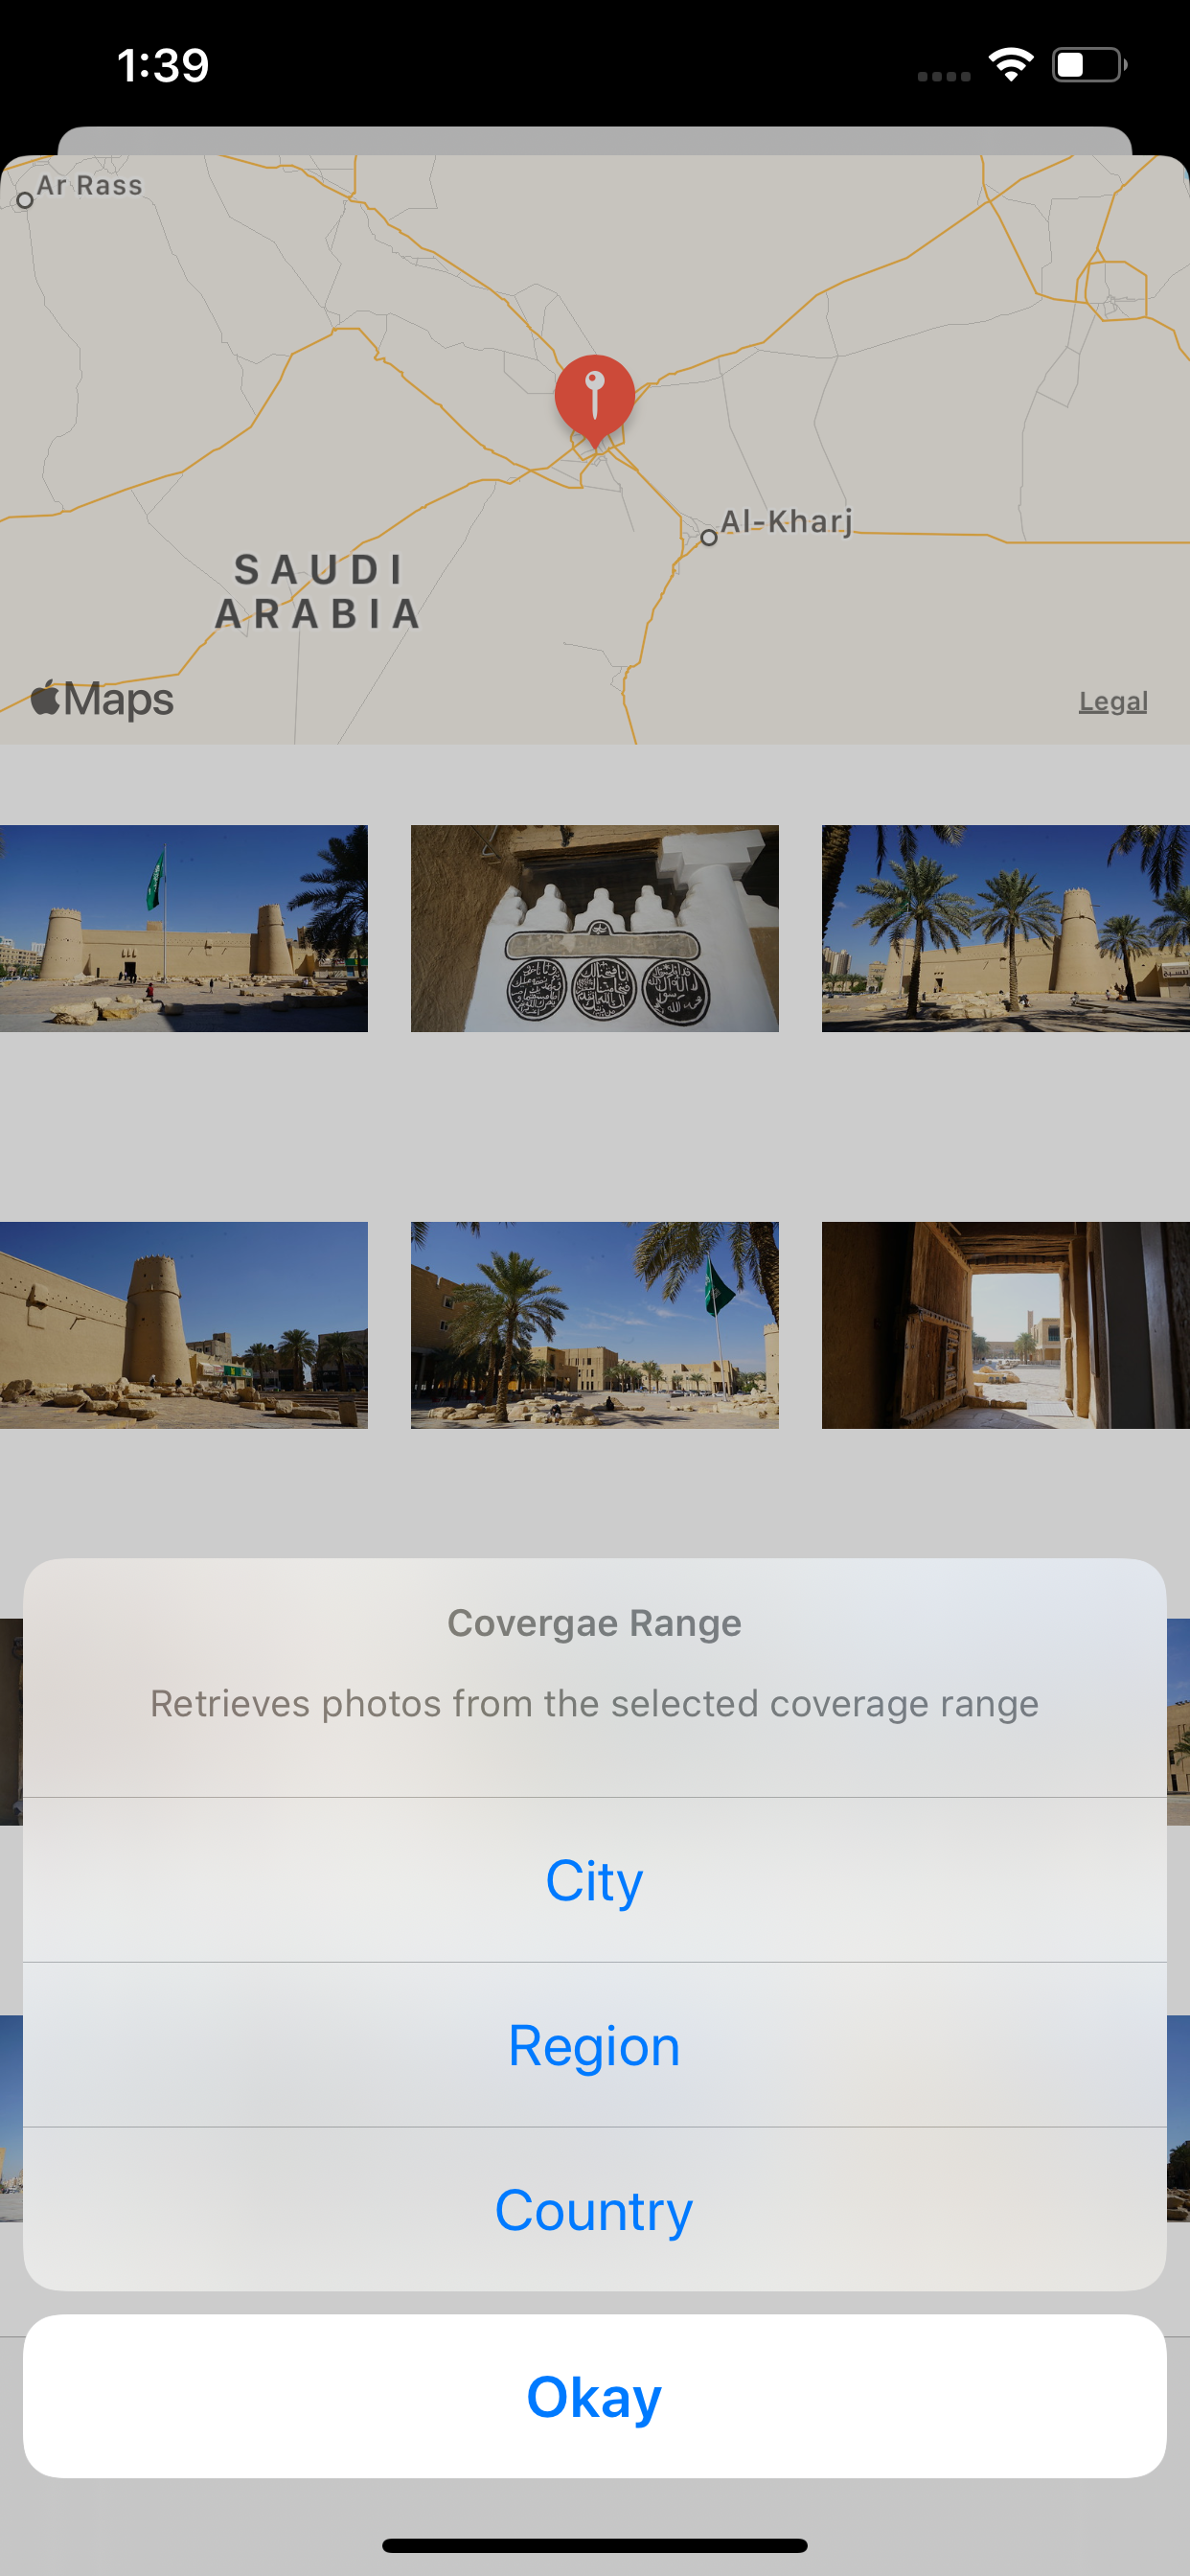 1:39
Ar Rass
Al-Kharj
SAUDI
ARABIA
Maps
Legal
Covergae Range
Retrieves photos from the selected coverage range
City
Region
Country
Okay